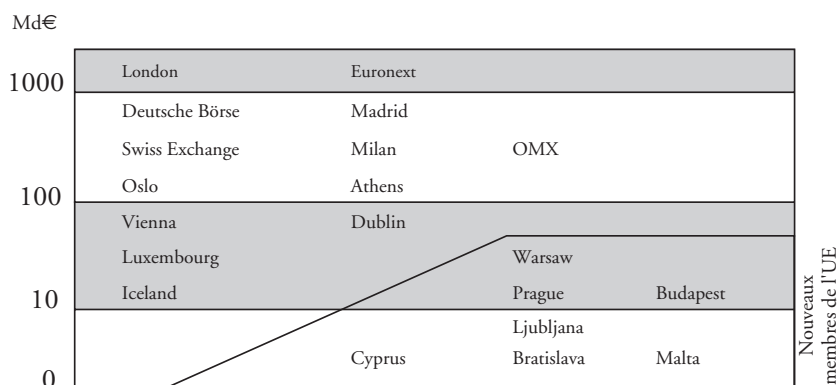 Md€
London Euronext
1000
Deutsche Börse Madrid
Swiss Exchange Milan OMX
Oslo Athens
100
Vienna Dublin
Luxembourg Warsaw
Iceland Prague Budapest
10
Ljubljana
Cyprus Bratislava Malta
0
Nouveaux
membres de l'UE